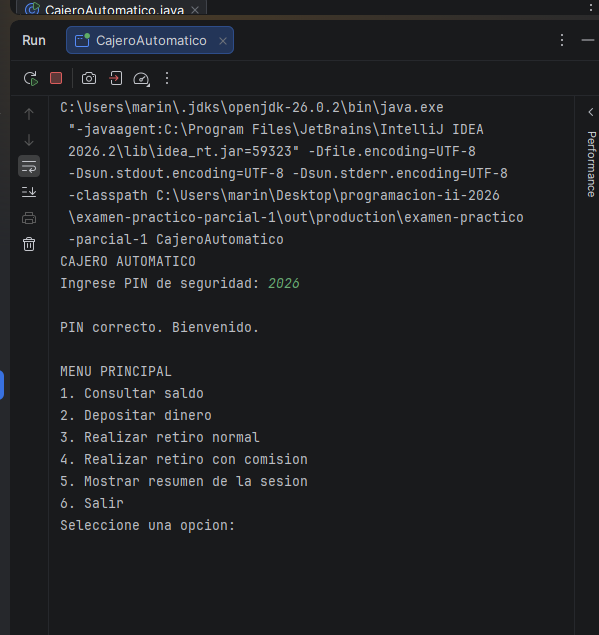 CajeroAutomatico.java
Run
CajeroAutomatico
C:\Users\marin\.jdks\openjdk-26.0.2\bin\java.exe
"-javaagent:C:\Program Files\JetBrains\IntelliJ IDEA
2026.2\lib\idea_rt.jar=59323" -Dfile.encoding=UTF-8
-Dsun.stdout.encoding=UTF-8 -Dsun.stderr.encoding=UTF-8
-classpath C:\Users\marin\Desktop\programacion-ii-2026
\examen-practico-parcial-1\out\production\examen-practico
-parcial-1 CajeroAutomatico
CAJERO AUTOMATICO
Ingrese PIN de seguridad: 2026
PIN correcto. Bienvenido.
MENU PRINCIPAL
1. Consultar saldo
2. Depositar dinero
3. Realizar retiro normal
4. Realizar retiro con comision
5. Mostrar resumen de la sesion
6. Salir
Seleccione una opcion:
Performance